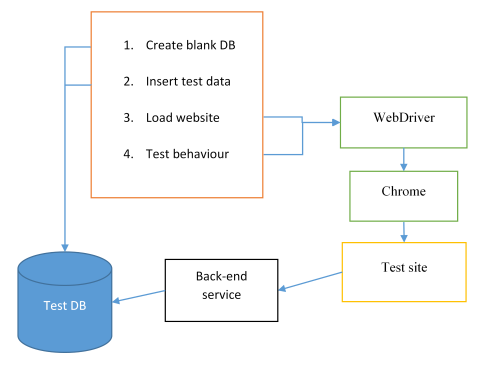 1. Create blank DB
2. Insert test data
3. Load website
4. Test behaviour
WebDriver
Chrome
Test site
Back-end
service
Test DB